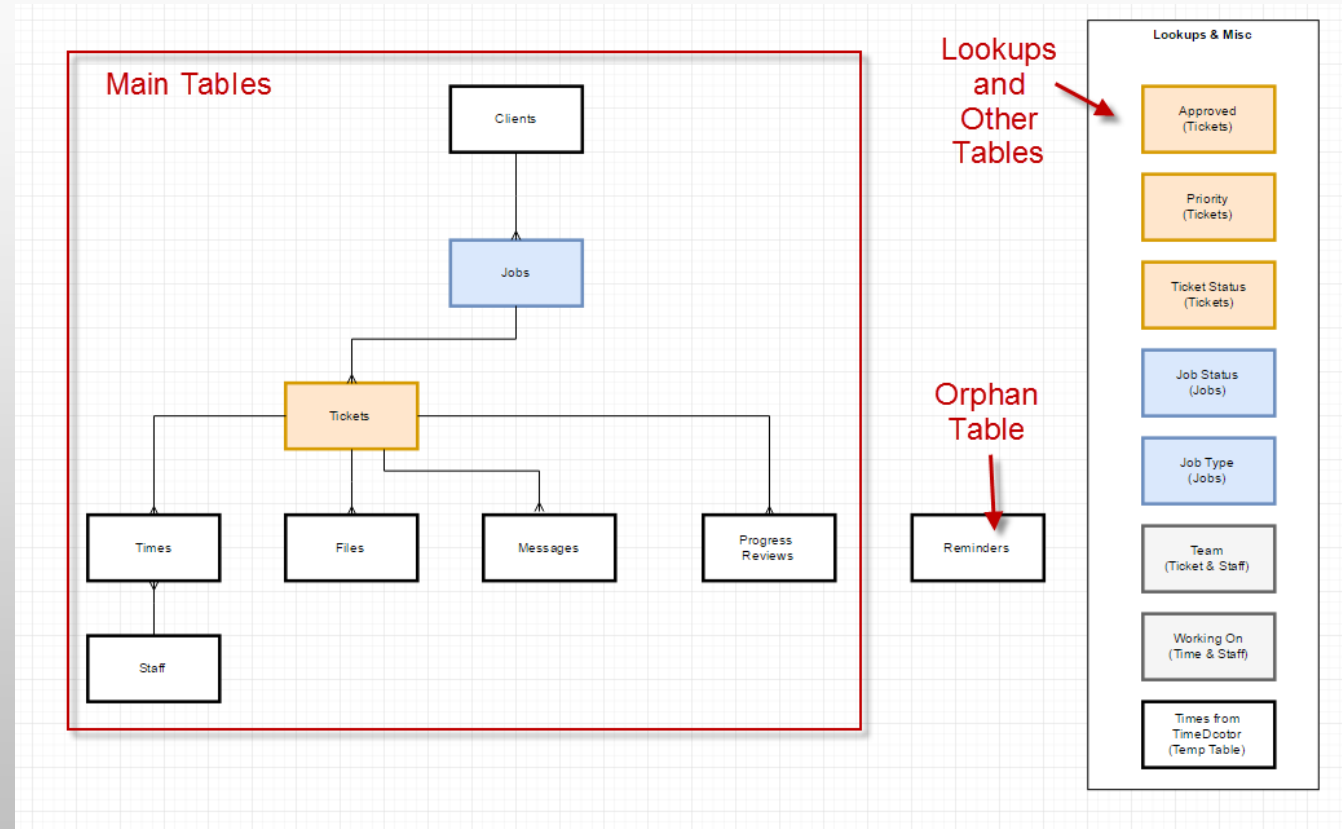 Main Tables
Clients
Jobs
Tickets
Times
Files
Messages
Progress
Reviews
Staff
Orphan
Table
Reminders
Lookups
and
Other
Tables
Lookups & Misc
Approved
(Tickets)
Priority
(Tickets)
Ticket Status
(Tickets)
Job Status
(Jobs)
Job Type
(Jobs)
Team
(Ticket & Staff)
Working On
(Time & Staff)
Times from
TimeDcotor
(Temp Table)